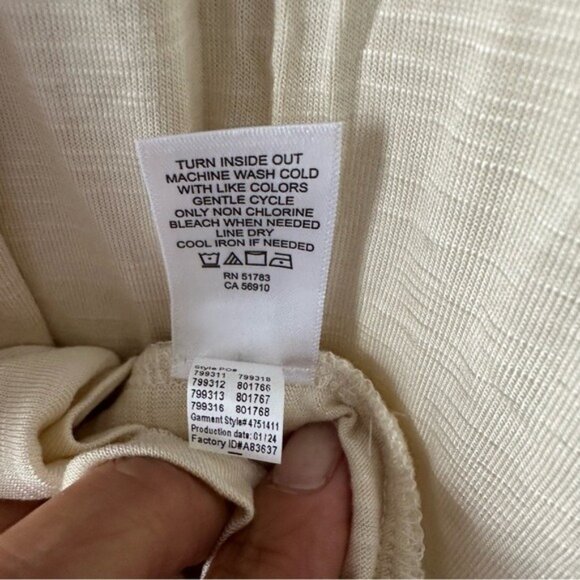 TURN INSIDE OUT
MACHINE WASH COLD
WITH LIKE COLORS
GENTLE CYCLE
ONLY NON CHLORINE
BLEACH WHEN NEEDED
LINE DRY
COOL IRON IF NEEDED
RN 51783
CA 56910
Style POs
799311 799318
799312 801766
799313 801767
799316 801768
Garment Style# 4751411
Production date: 01/24
Factory ID#A83637